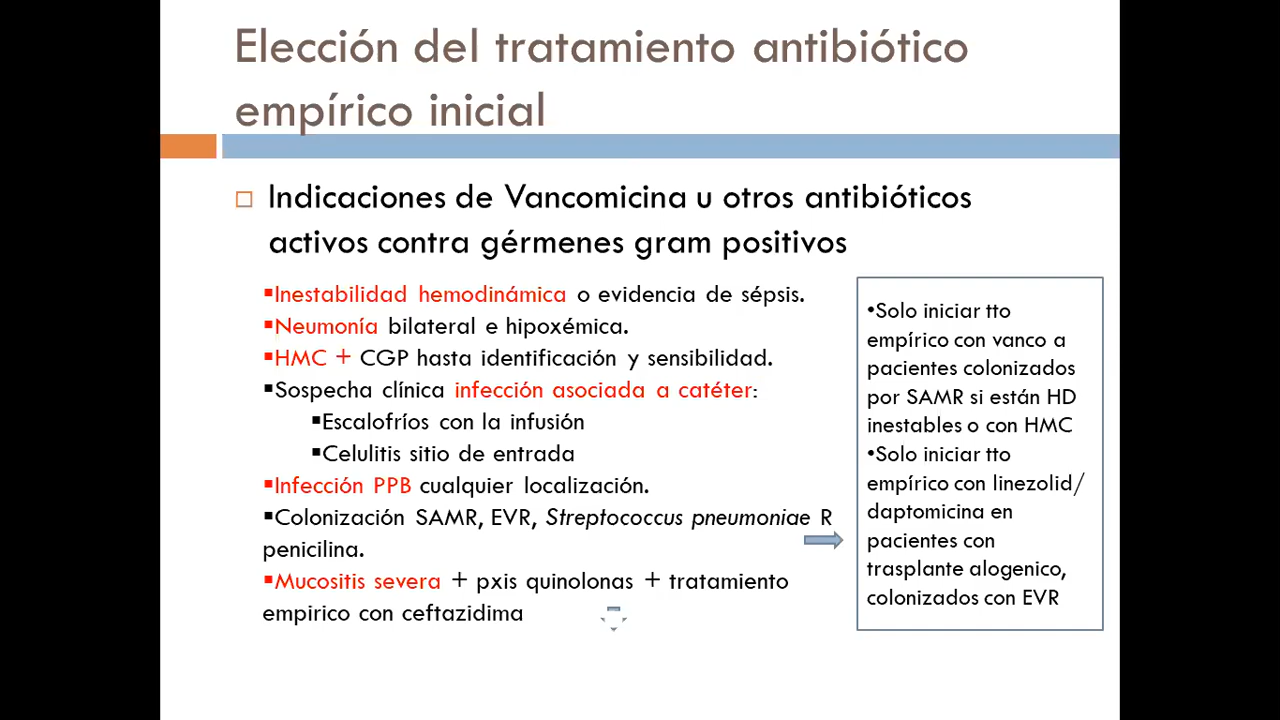 Elección del tratamiento antibiótico
empírico inicial
Indicaciones de Vancomicina u otros antibióticos
activos contra gérmenes gram positivos
▪Inestabilidad hemodinámica o evidencia de sépsis.
▪Neumonía bilateral e hipoxémica.
▪HMC + CGP hasta identificación y sensibilidad.
▪Sospecha clínica infección asociada a catéter:
▪Escalofríos con la infusión
▪Celulitis sitio de entrada
▪Infección PPB cualquier localización.
▪Colonización SAMR, EVR, Streptococcus pneumoniae R
penicilina.
▪Mucositis severa + pxis quinolonas + tratamiento
empirico con ceftazidima
•Solo iniciar tto
empírico con vanco a
pacientes colonizados
por SAMR si están HD
inestables o con HMC
•Solo iniciar tto
empírico con linezolid/
daptomicina en
pacientes con
trasplante alogenico,
colonizados con EVR